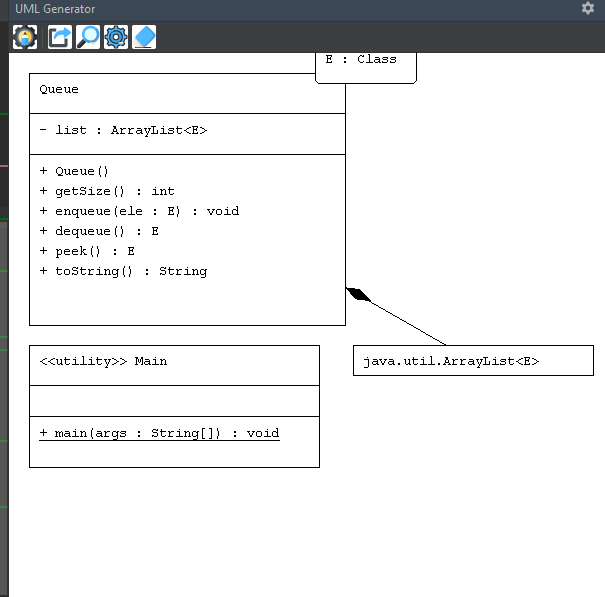 UML Generator
E : Class
Queue
- list : ArrayList<E>
+ Queue()
+ getSize() : int
+ enqueue(ele : E) : void
+ dequeue() : E
+ peek() : E
+ toString() : String
<<utility>> Main
java.util.ArrayList<E>
+ main(args : String[]) : void